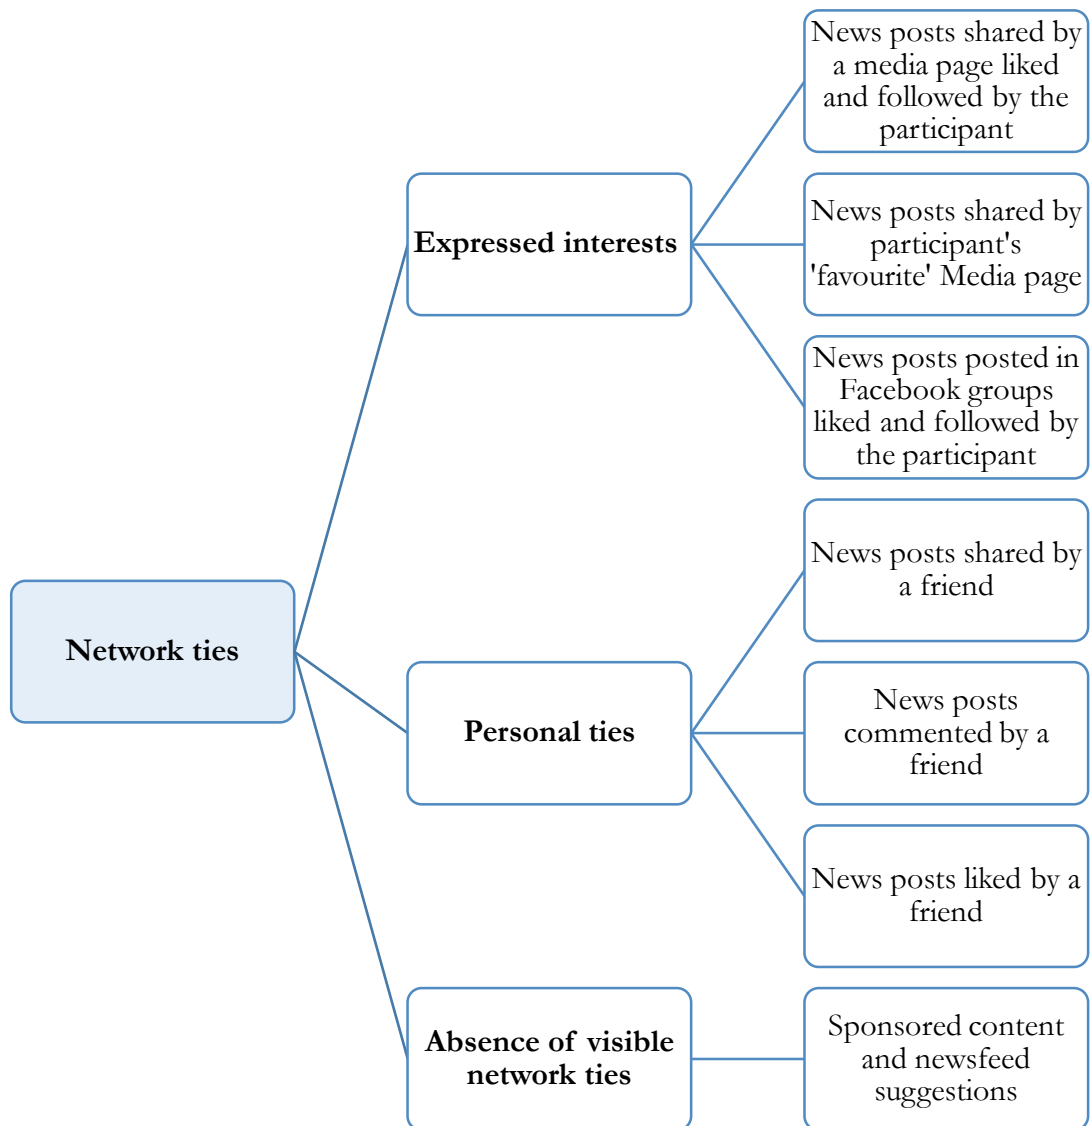 Network ties
Expressed interests
News posts shared by
a media page liked
and followed by the
participant
News posts shared by
participant's
'favourite' Media page
News posts posted in
Facebook groups
liked and followed by
the participant
Personal ties
News posts shared by
a friend
News posts
commented by a
friend
News posts liked by a
friend
Absence of visible
network ties
Sponsored content
and newsfeed
suggestions